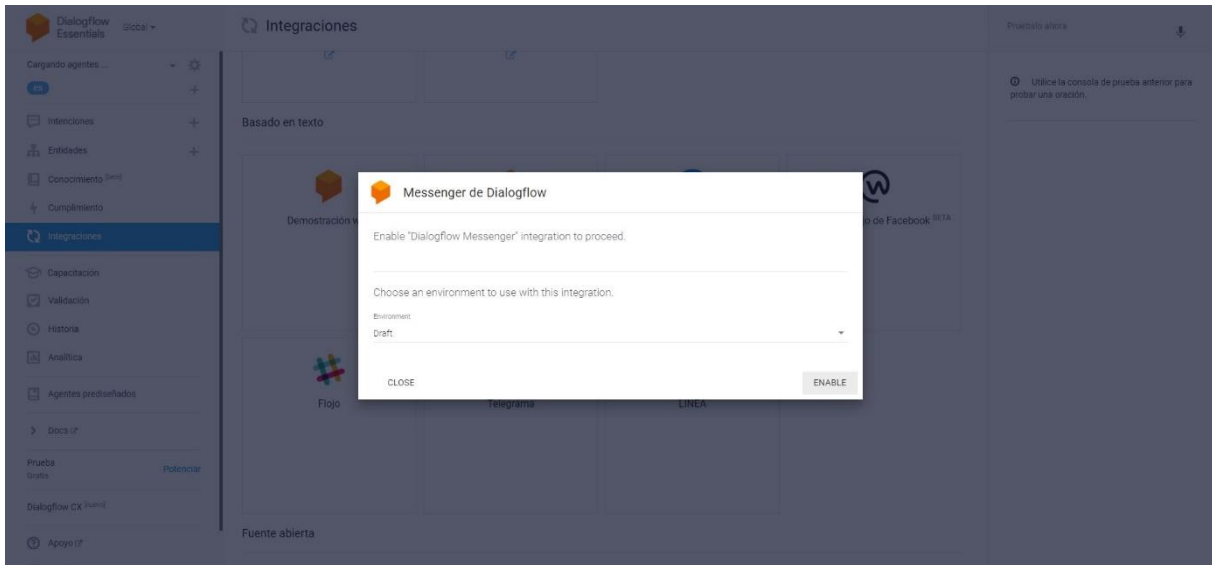 Dialogflow
Essentials
Global
Integraciones
Pruébalo ahora
Cargando agentes ...
es
Utilice la consola de prueba anterior para
probar una oración.
Intenciones
Entidades
Conocimiento
Cumplimiento
Integraciones
Capacitación
Validación
Historia
Analítica
Agentes prediseñados
Docs
Prueba
Gratis
Potenciar
Dialogflow CX
Apoyo
Basado en texto
Demostración
de Facebook BETA
Messenger de Dialogflow
Enable "Dialogflow Messenger" integration to proceed.
Choose an environment to use with this integration.
Environment
Draft
CLOSE
ENABLE
Flojo
Telegrama
LÍNEA
Fuente abierta